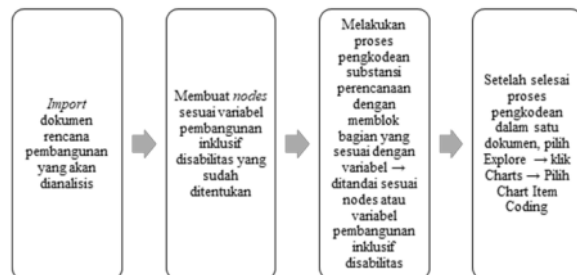 Import
dokumen
rencana
pembangunan
yang akan
dianalisis
Membuat nodes
sesuai variabel
pembangunan
inklusif
disabilitas yang
sudah
ditentukan
Melakukan
proses
pengkodean
substansi
perencanaan
dengan
memblok
bagian yang
sesuai dengan
variabel →
ditandai sesuai
nodes atau
variabel
pembangunan
inklusif
disabilitas
Setelah selesai
proses
pengkodean
dalam satu
dokumen, pilih
Explore → klik
Charts → Pilih
Chart Item
Coding